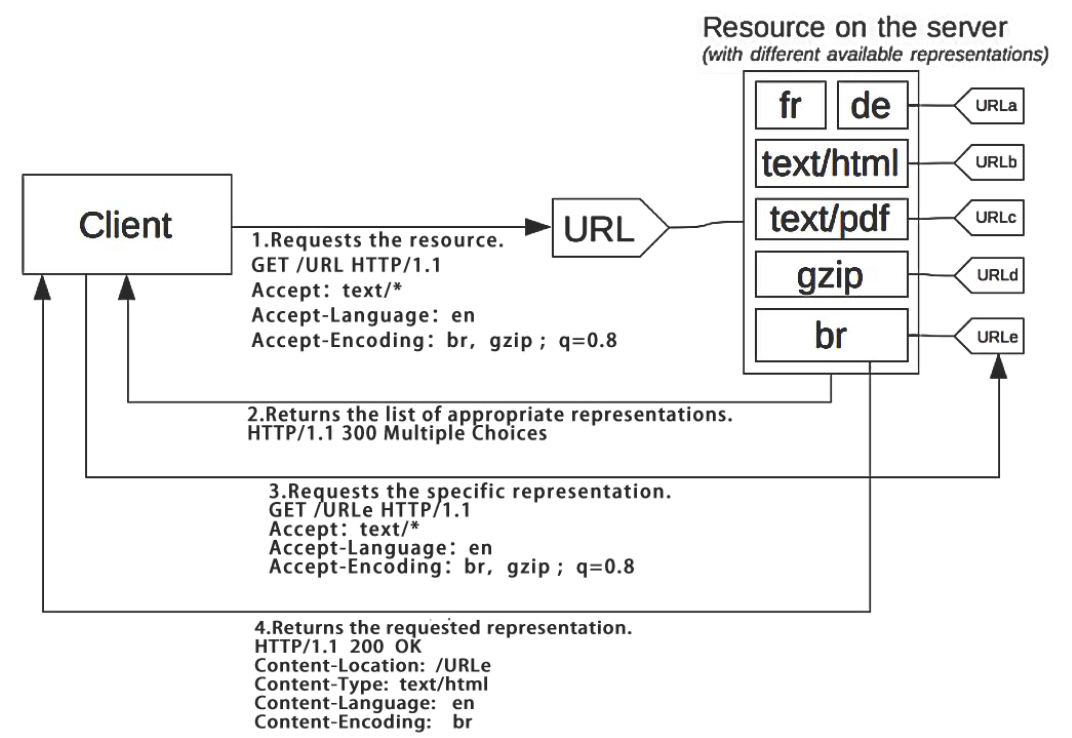 Resource on the server
(with different available representations)
fr
de
URLa
text/html
URLb
text/pdf
URLc
gzip
URLd
br
URLe
Client
URL
1.Requests the resource.
GET /URL HTTP/1.1
Accept: text/*
Accept-Language: en
Accept-Encoding: br, gzip ; q=0.8
2.Returns the list of appropriate representations.
HTTP/1.1 300 Multiple Choices
3.Requests the specific representation.
GET /URLe HTTP/1.1
Accept: text/*
Accept-Language: en
Accept-Encoding: br, gzip ; q=0.8
4.Returns the requested representation.
HTTP/1.1 200 OK
Content-Location: /URLe
Content-Type: text/html
Content-Language: en
Content-Encoding: br